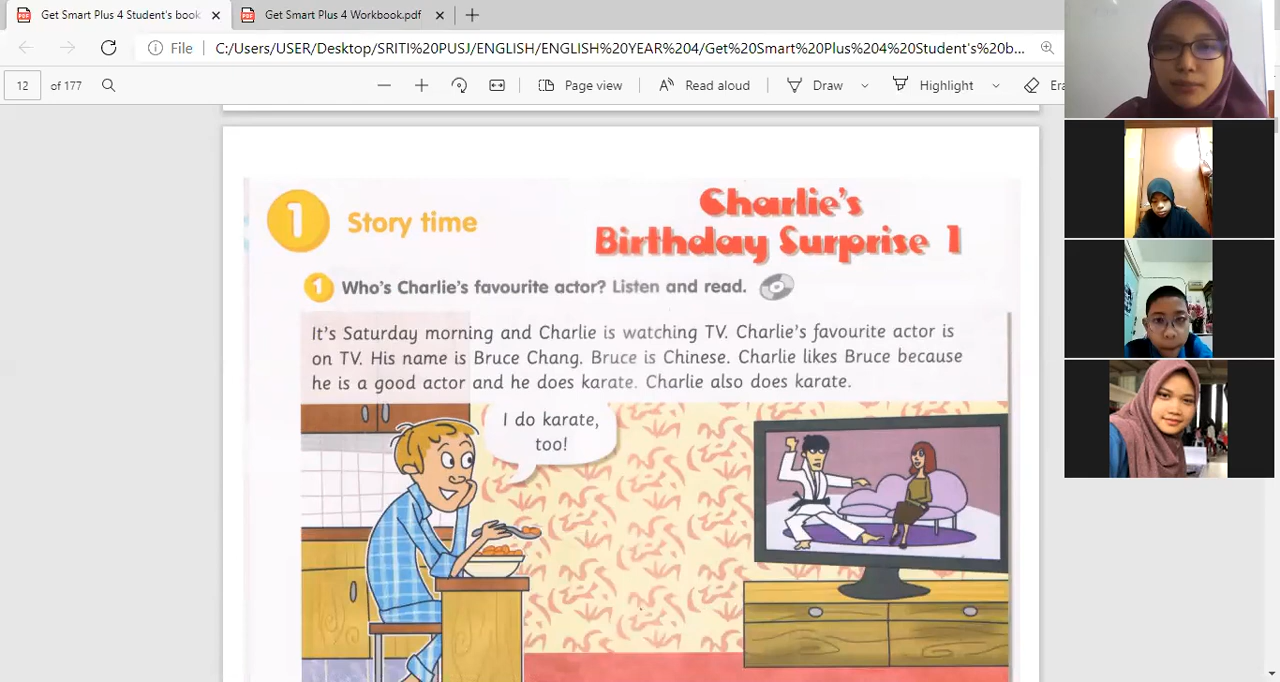 Get Smart Plus 4 Student's book
Get Smart Plus 4 Workbook.pdf
File
C:/Users/USER/Desktop/SRITI%20PUSJ/ENGLISH/ENGLISH%20YEAR%204/Get%20Smart%20Plus%204%20Student's%20b...
12 of 177
Page view
Read aloud
Draw
Highlight
Era
1 Story time
Charlie's
Birthday Surprise 1
1 Who's Charlie's favourite actor? Listen and read.
It's Saturday morning and Charlie is watching TV. Charlie's favourite actor is
on TV. His name is Bruce Chang. Bruce is Chinese. Charlie likes Bruce because
he is a good actor and he does karate. Charlie also does karate.
I do karate,
too!